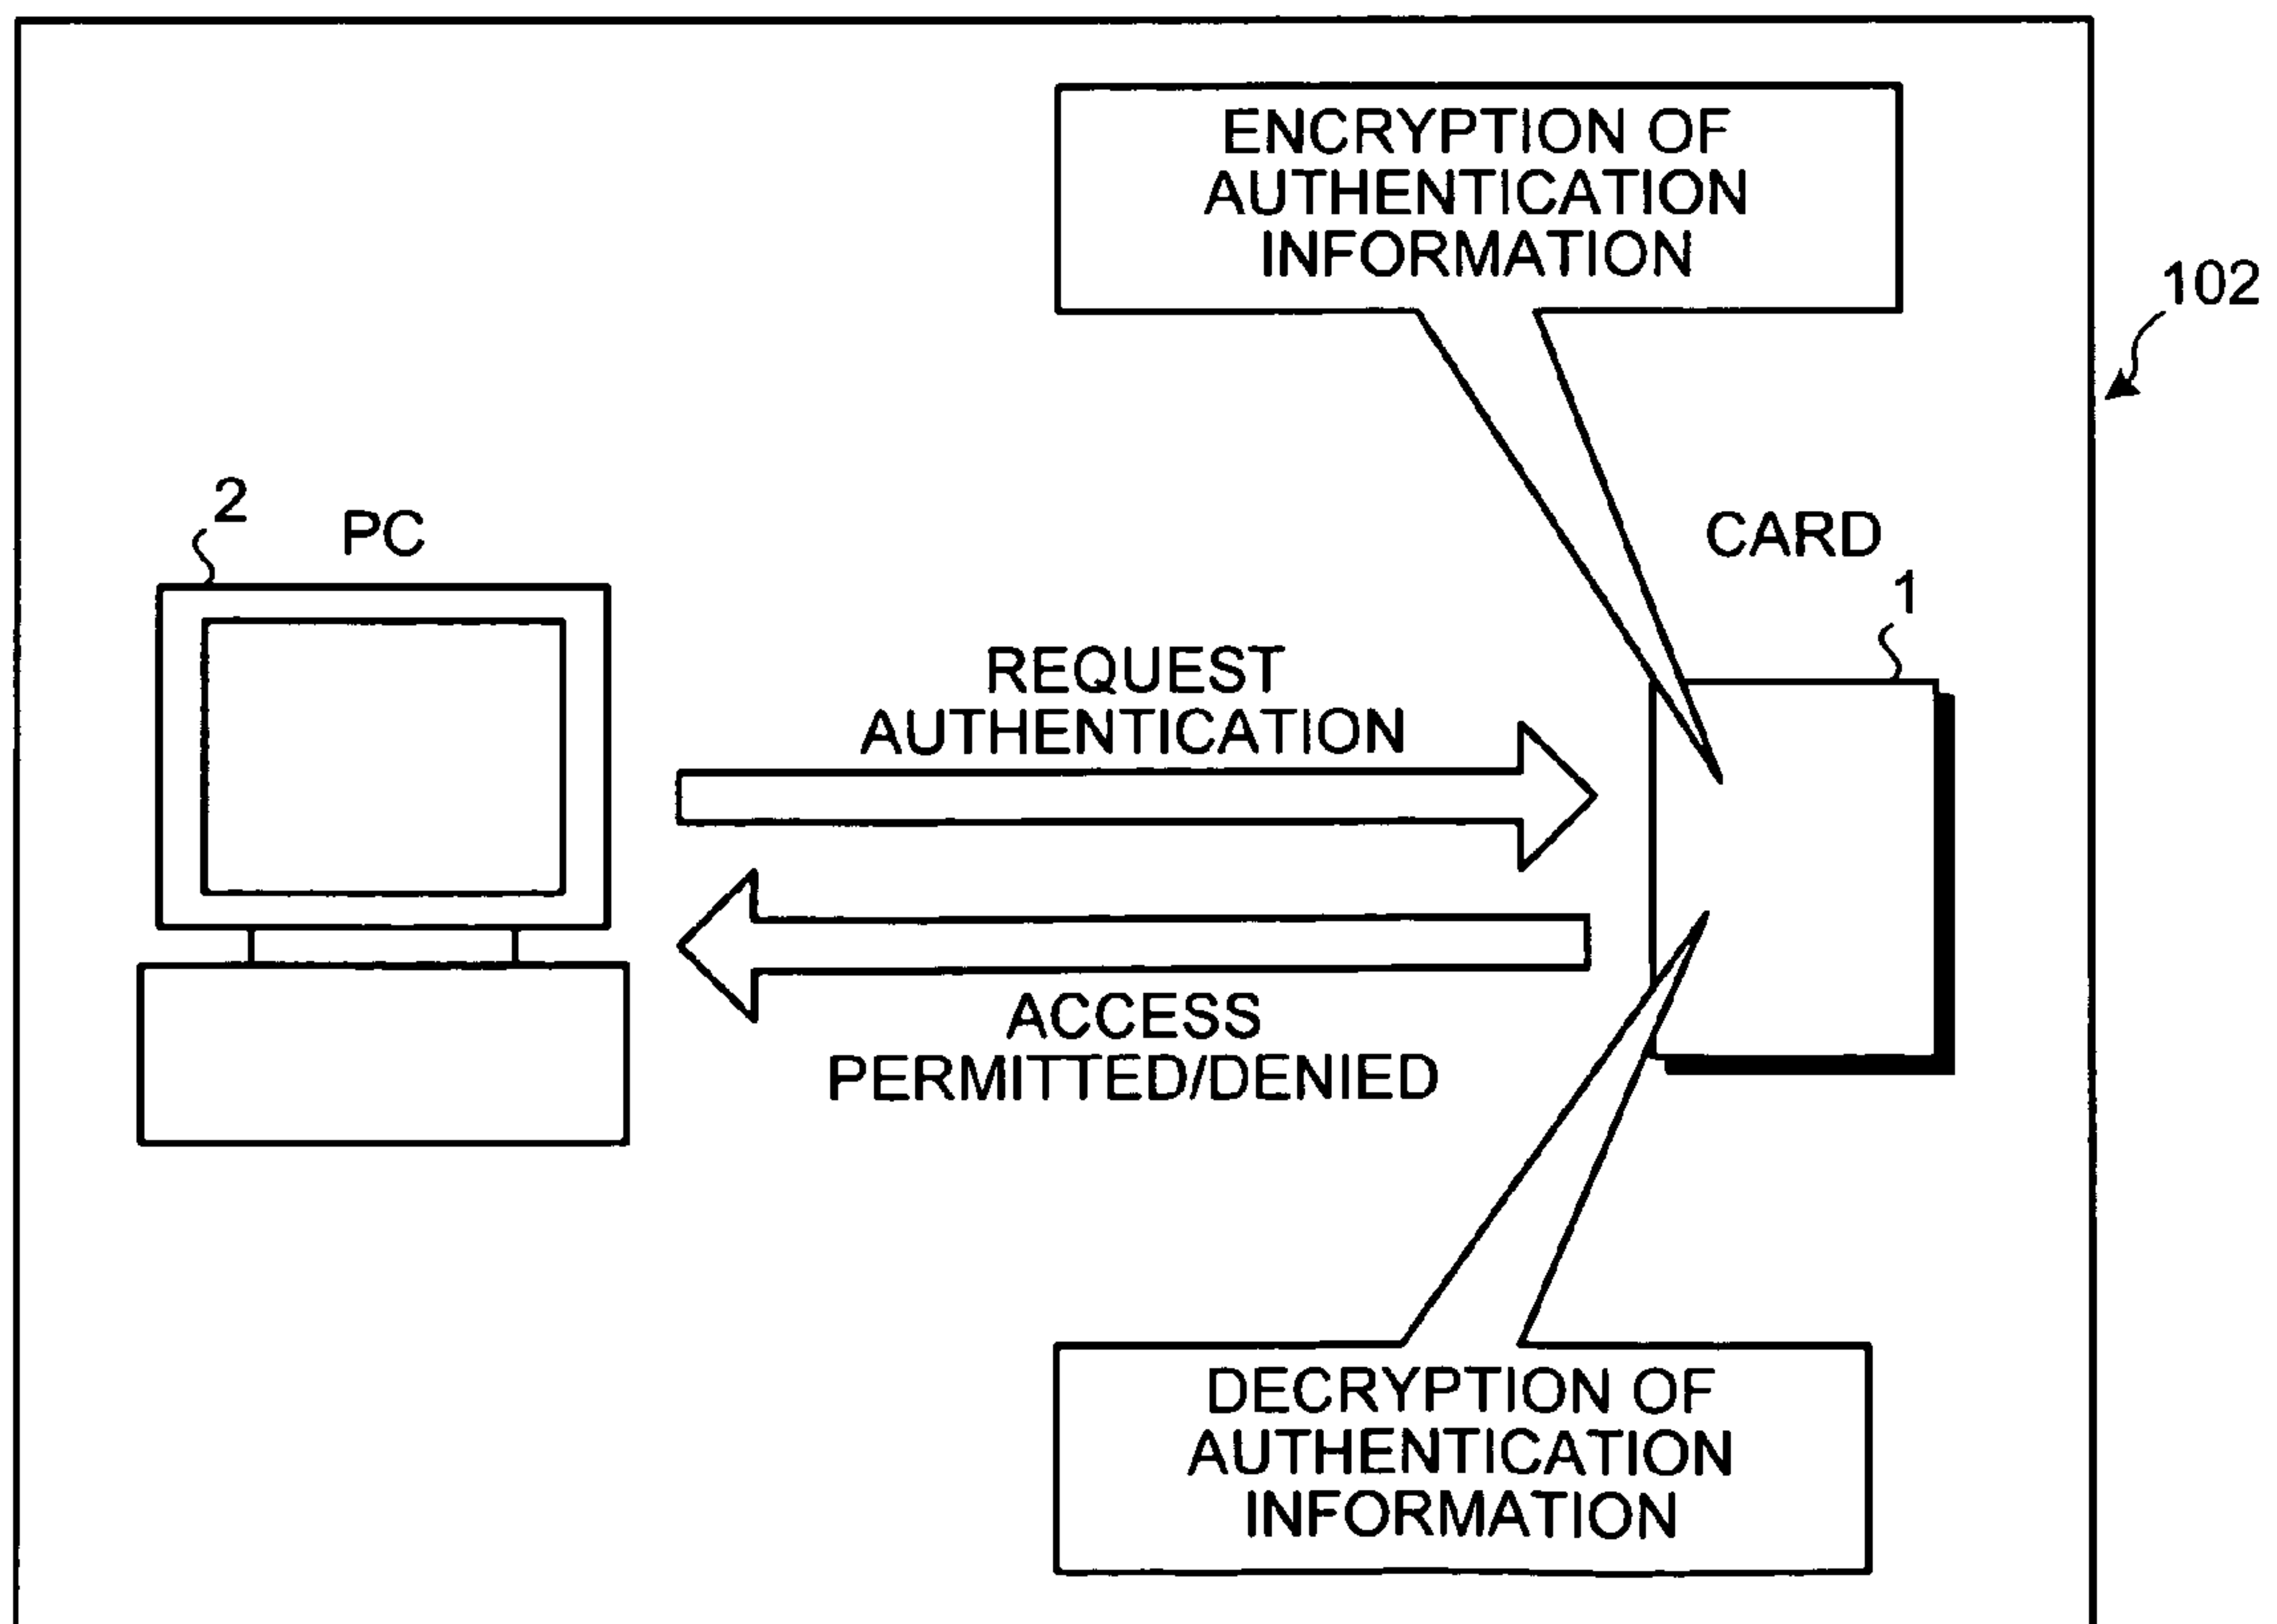 ENCRYPTION OF
AUTHENTICATION
INFORMATION
102
2
PC
CARD
1
REQUEST
AUTHENTICATION
ACCESS
PERMITTED/DENIED
DECRYPTION OF
AUTHENTICATION
INFORMATION